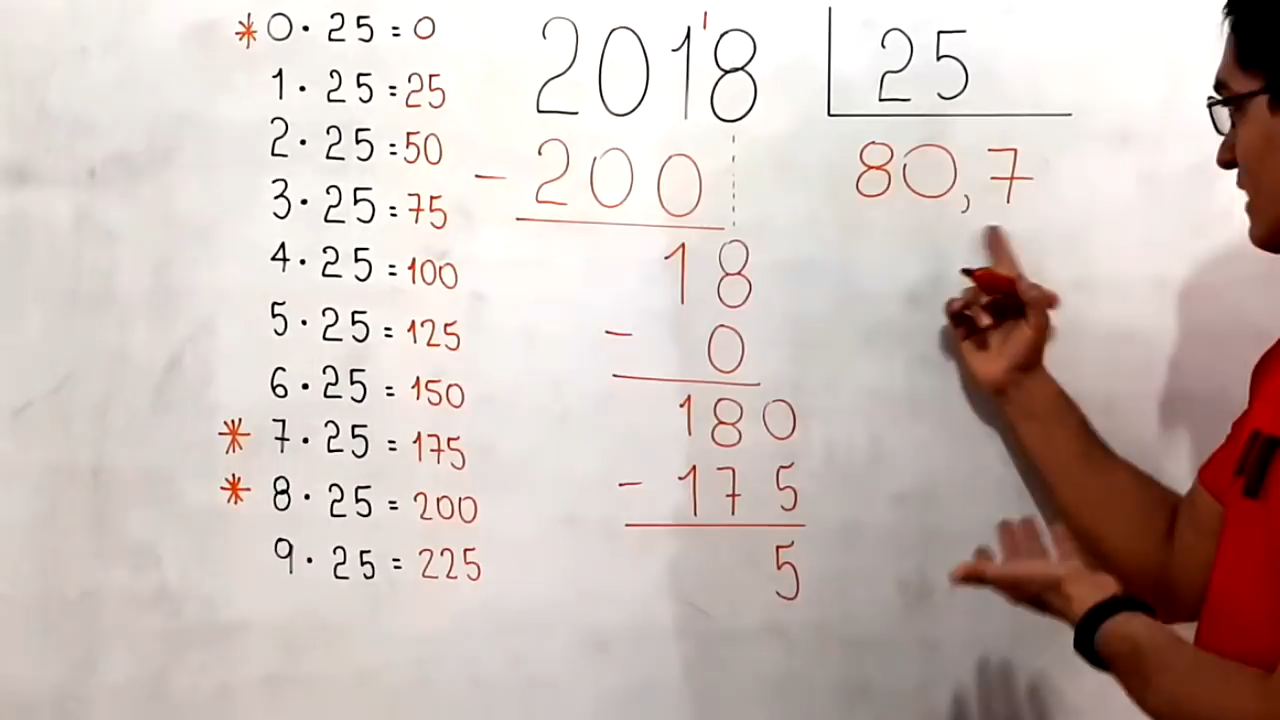 * 0 · 25 = 0
1 · 25 = 25
2 · 25 = 50
3 · 25 = 75
4 · 25 = 100
5 · 25 = 125
6 · 25 = 150
* 7 · 25 = 175
* 8 · 25 = 200
9 · 25 = 225
201'8
- 200
18
- 0
180
- 175
5
25
80,7